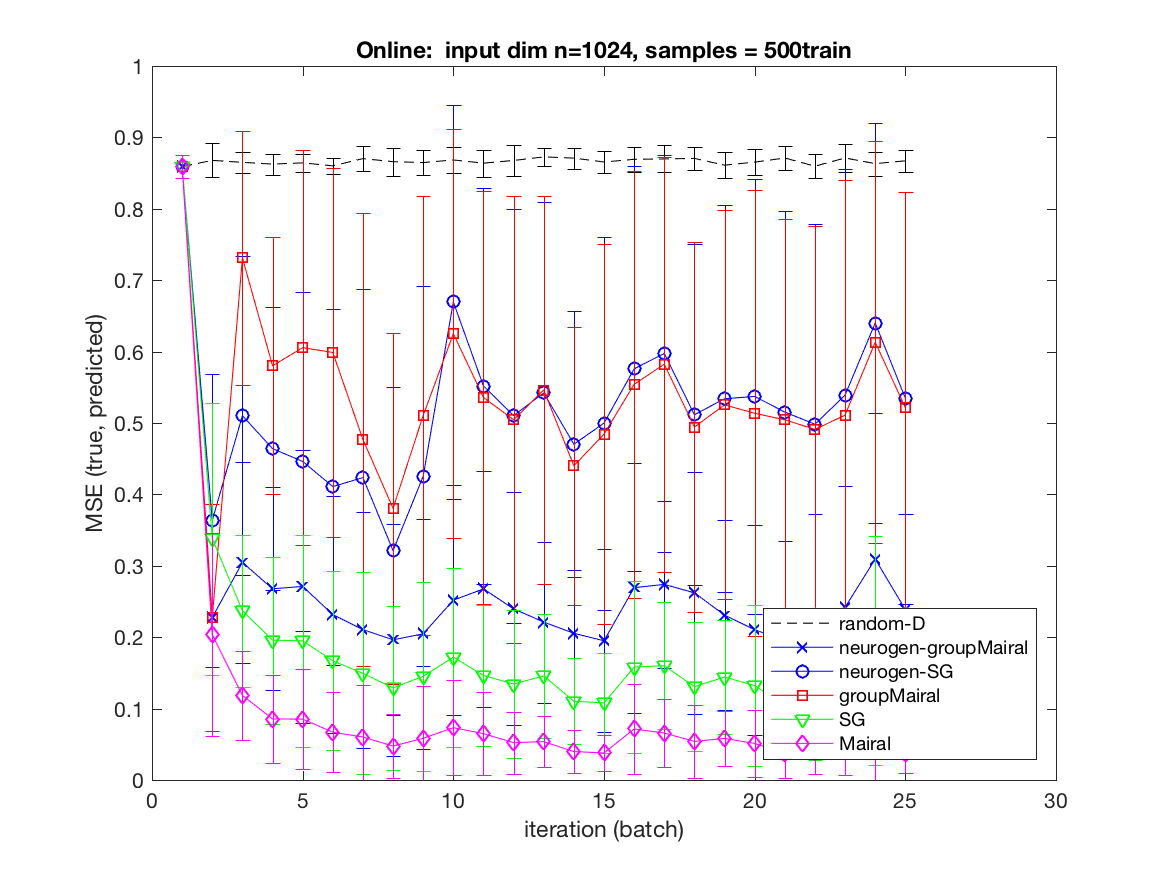 Online: input dim n=1024, samples = 500train
MSE (true, predicted)
1
0.9
0.8
0.7
0.6
0.5
0.4
0.3
0.2
0.1
0
0 5 10 15 20 25 30
iteration (batch)
random-D
neurogen-groupMairal
neurogen-SG
groupMairal
SG
Mairal